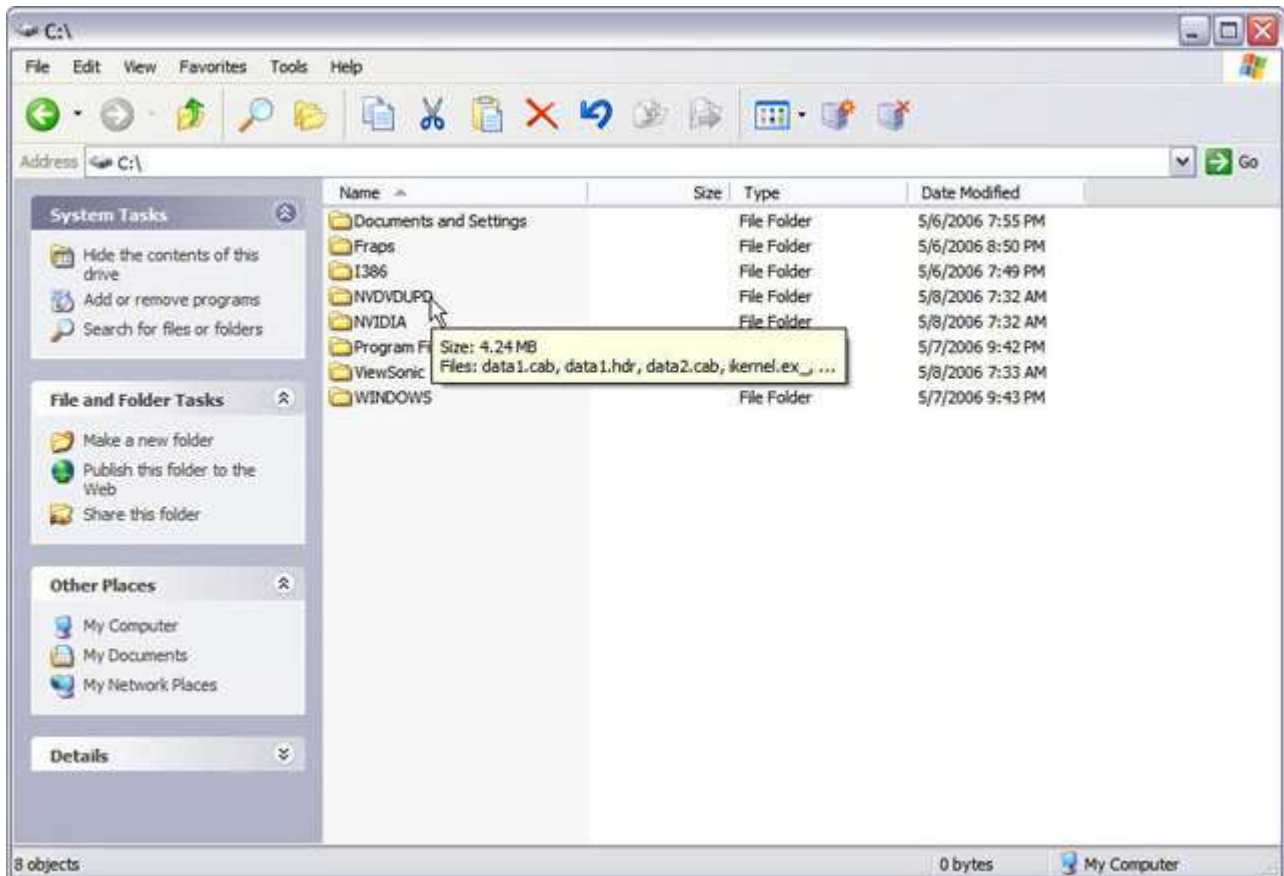 C:\
File Edit View Favorites Tools Help
Address C:\ Go
Name Size Type Date Modified
System Tasks
Hide the contents of this
drive
Add or remove programs
Search for files or folders
File and Folder Tasks
Make a new folder
Publish this folder to the
Web
Share this folder
Other Places
My Computer
My Documents
My Network Places
Details
Documents and Settings File Folder 5/6/2006 7:55 PM
Fraps File Folder 5/6/2006 8:50 PM
I386 File Folder 5/6/2006 7:49 PM
NVDVDUPD File Folder 5/8/2006 7:32 AM
NVIDIA File Folder 5/8/2006 7:32 AM
Program Fi 5/7/2006 9:42 PM
ViewSonic 5/8/2006 7:33 AM
WINDOWS File Folder 5/7/2006 9:43 PM
Size: 4.24 MB
Files: data1.cab, data1.hdr, data2.cab, ikernel.ex_, ...
8 objects 0 bytes My Computer